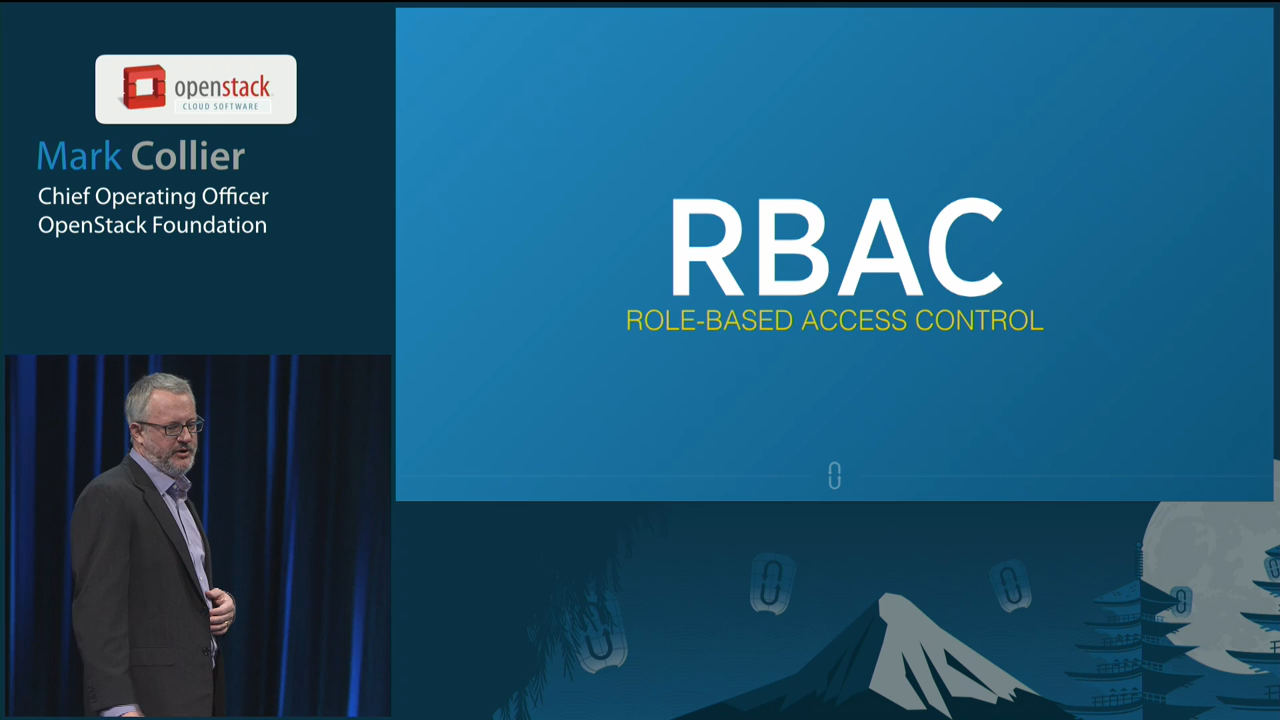 openstack
CLOUD SOFTWARE
Mark Collier
Chief Operating Officer
OpenStack Foundation
RBAC
ROLE-BASED ACCESS CONTROL